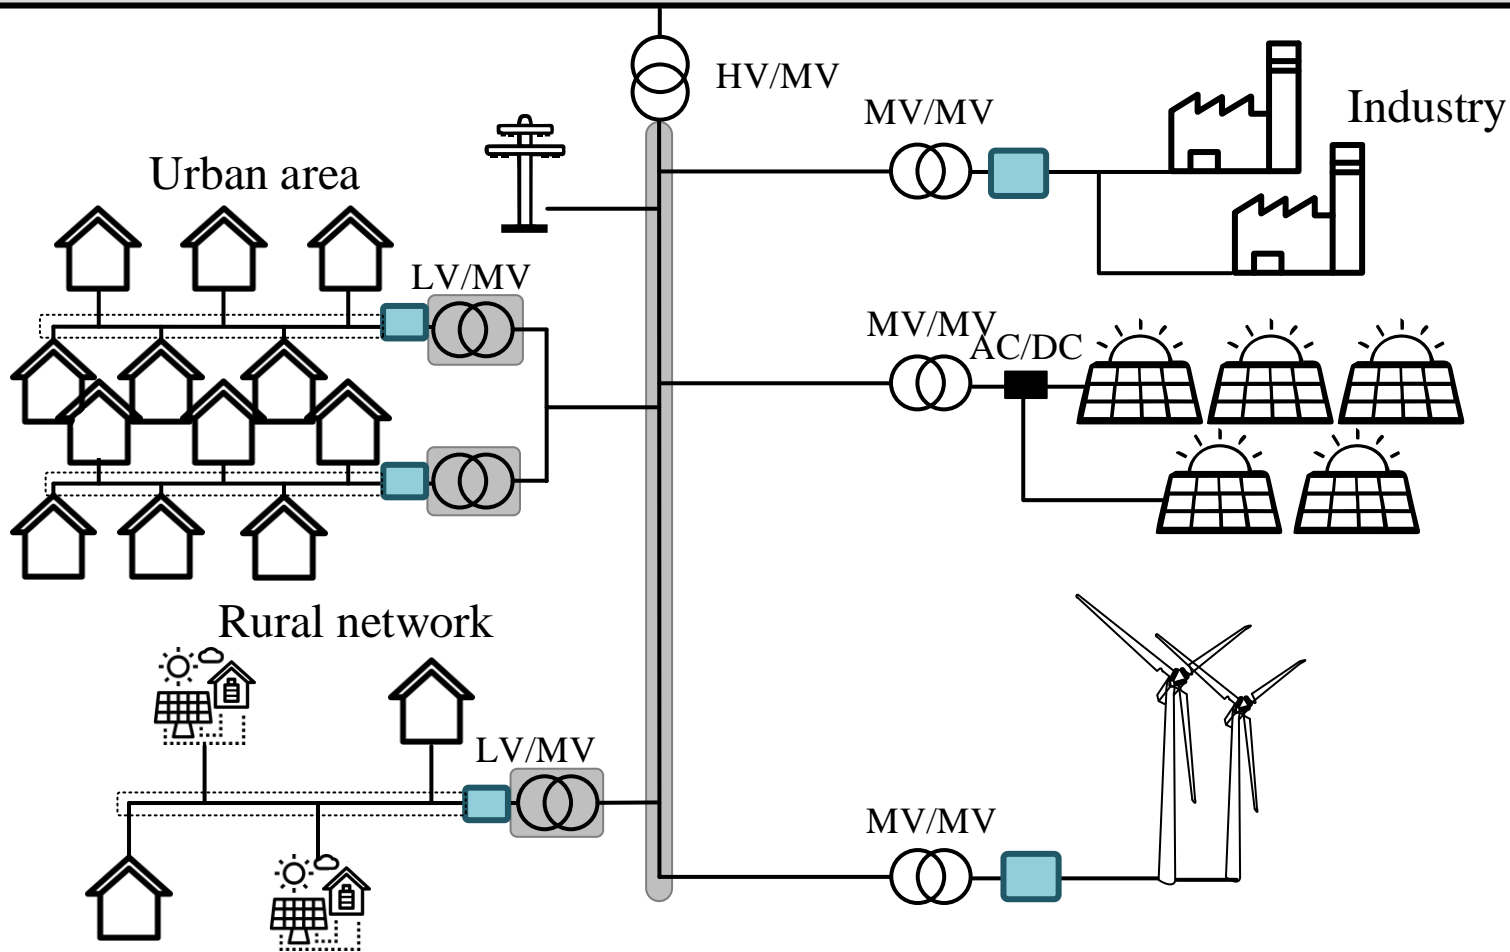 HV/MV
MV/MV
Industry
Urban area
LV/MV
MV/MV
AC/DC
Rural network
LV/MV
MV/MV